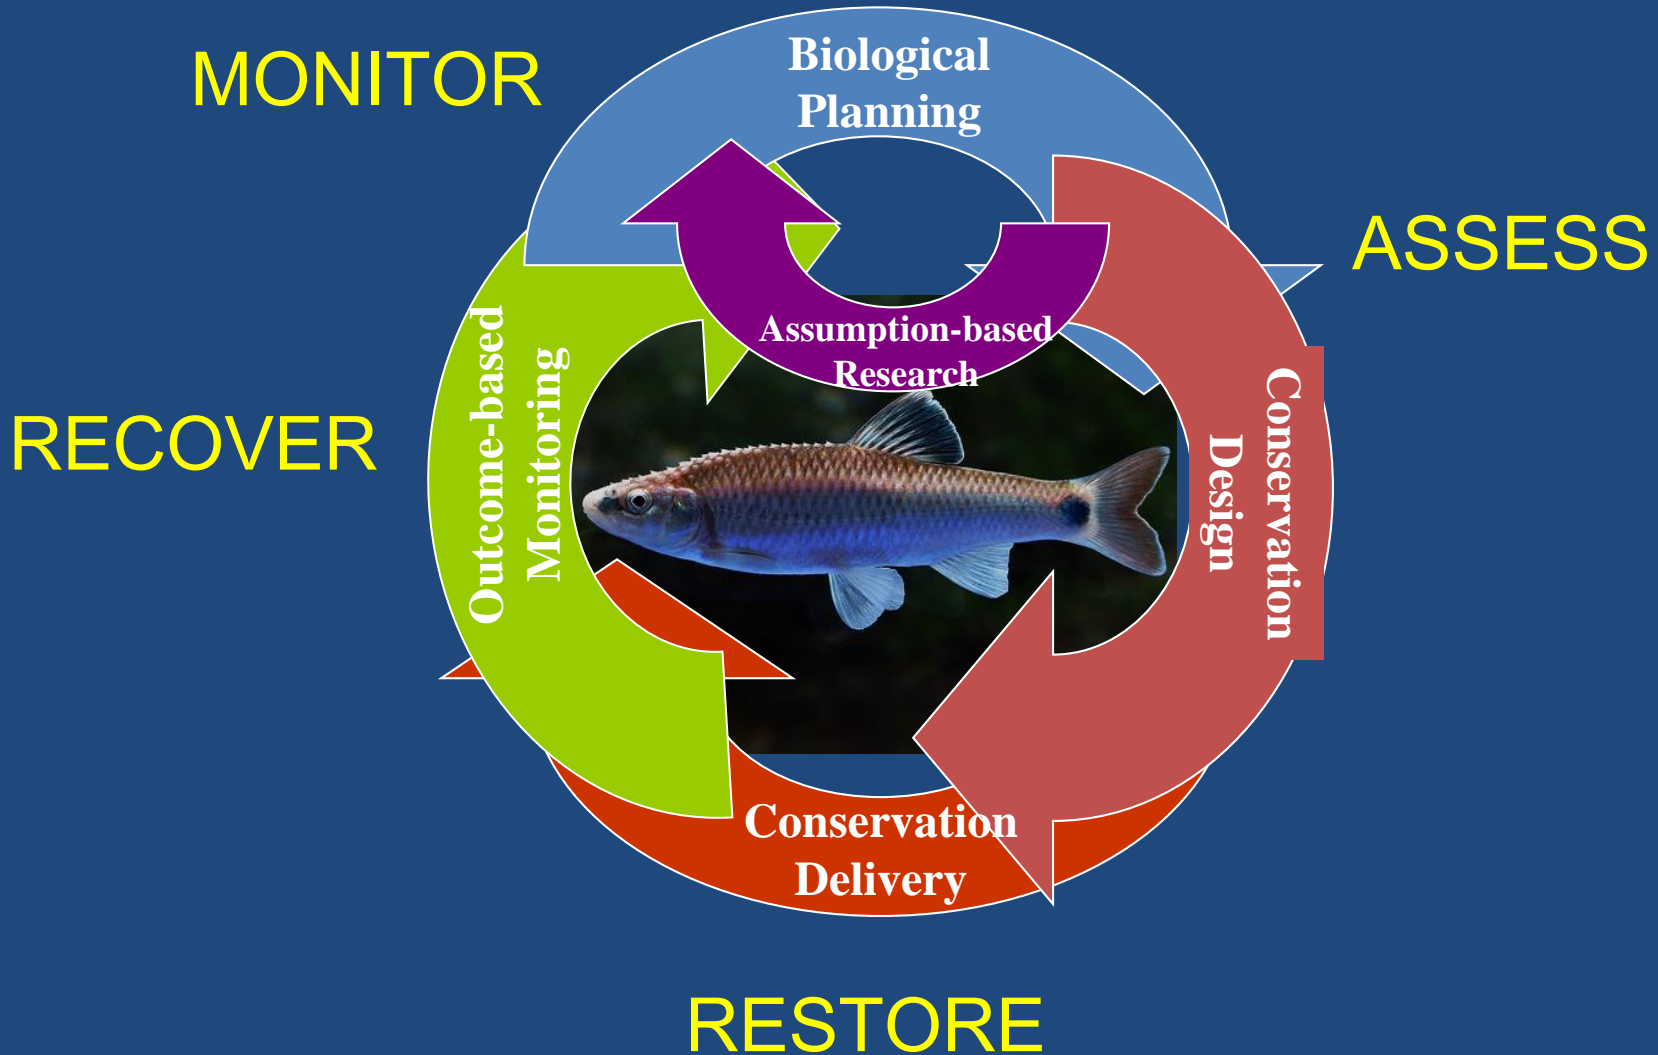 MONITOR
Biological
Planning
ASSESS
Assumption-based
Research
Outcome-based
Monitoring
Conservation
Design
RECOVER
Conservation
Delivery
RESTORE